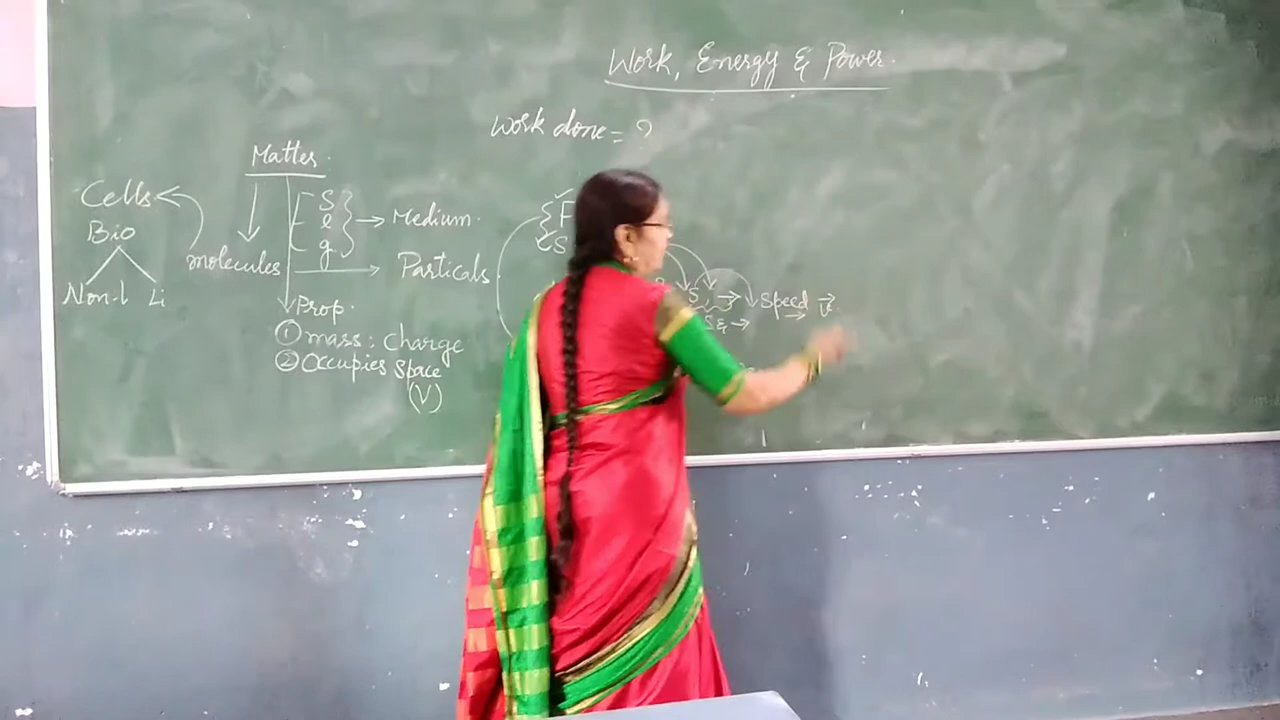 Work, Energy & Power.
Work done = ?
Matter.
Cells
Bio
Non-l Li
molecules
S
l
g.
Medium.
Particals
Prop.
① mass: charge
② Occupies space
(V)
F
S
S,
Speed v.